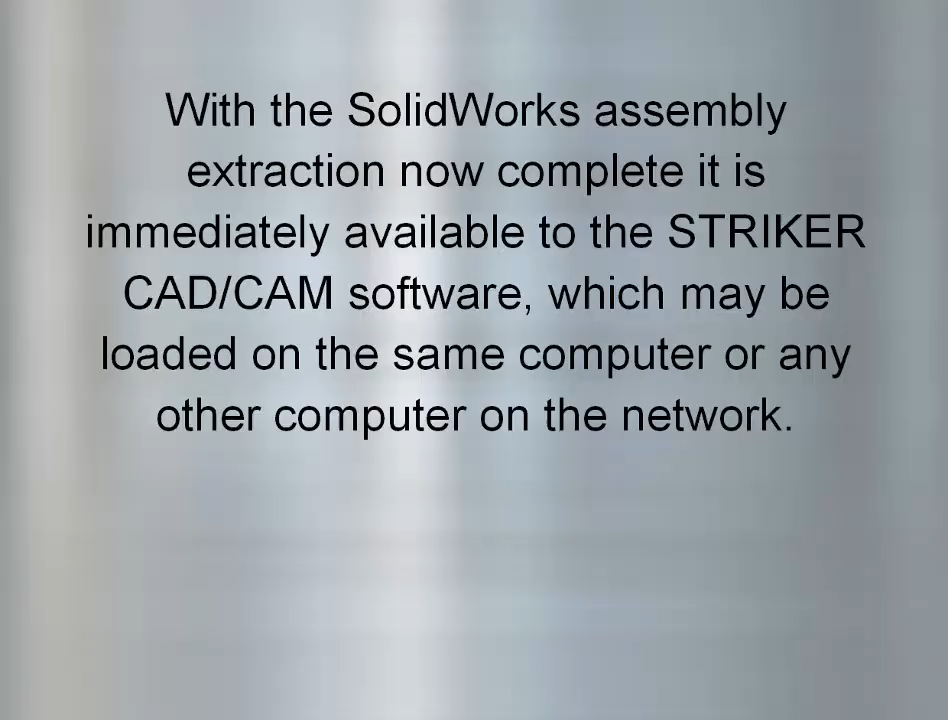 With the SolidWorks assembly
extraction now complete it is
immediately available to the STRIKER
CAD/CAM software, which may be
loaded on the same computer or any
other computer on the network.